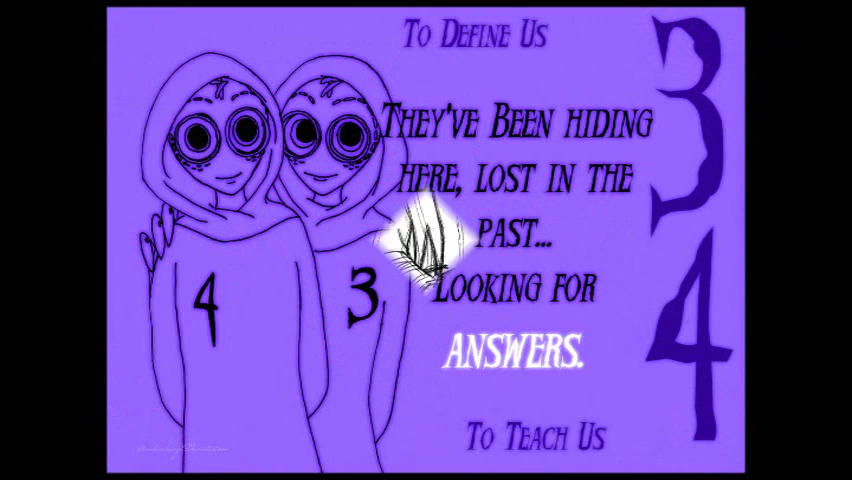 To Define Us
They've Been hiding
here, lost in the
past...
Looking for
answers.
To Teach Us
3
4
4
3